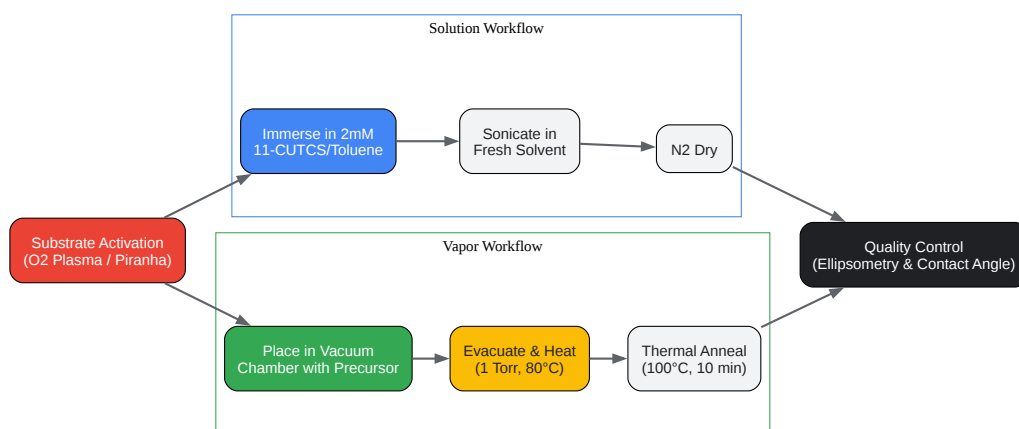 Solution Workflow
Immerse in 2mM
11-CUTCS/Toluene
Sonicate in
Fresh Solvent
N2 Dry
Substrate Activation
(O2 Plasma / Piranha)
Quality Control
(Ellipsometry & Contact Angle)
Vapor Workflow
Place in Vacuum
Chamber with Precursor
Evacuate & Heat
(1 Torr, 80°C)
Thermal Anneal
(100°C, 10 min)